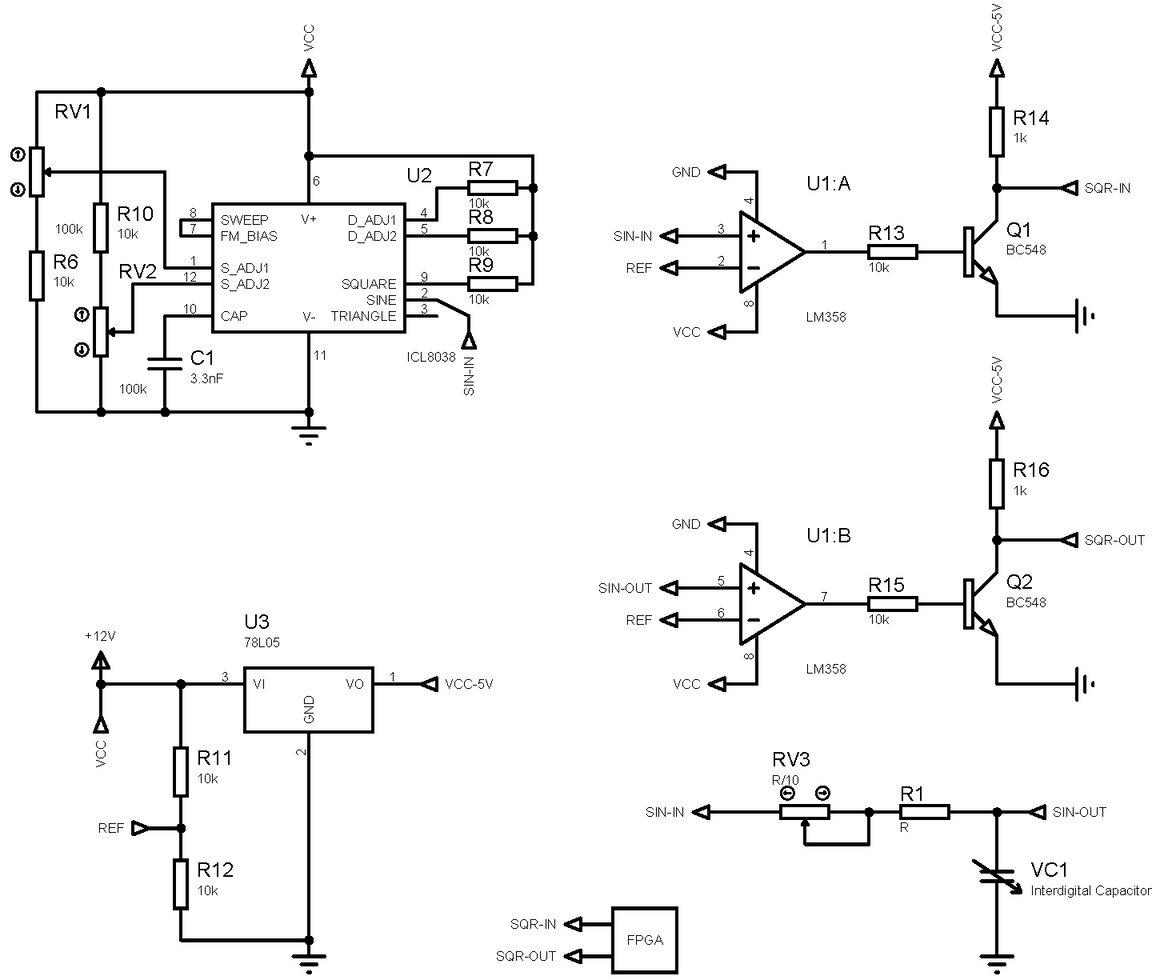 VCC
RV1
100k
R10
10k
R6
10k
RV2
100k
C1
3.3nF
U2
ICL8038
6
V+
8
SWEEP
7
FM_BIAS
1
S_ADJ1
12
S_ADJ2
10
CAP
V-
11
D_ADJ1
4
D_ADJ2
5
SQUARE
9
SINE
2
TRIANGLE
3
R7
10k
R8
10k
R9
10k
SIN-IN
VCC-5V
R14
1k
SQR-IN
GND
U1:A
4
SIN-IN
3
REF
2
1
8
VCC
LM358
R13
10k
Q1
BC548
VCC-5V
R16
1k
SQR-OUT
GND
U1:B
4
SIN-OUT
5
REF
6
7
8
VCC
LM358
R15
10k
Q2
BC548
+12V
VCC
U3
78L05
3
VI
VO
1
VCC-5V
GND
2
R11
10k
REF
R12
10k
RV3
R/10
SIN-IN
R1
R
SIN-OUT
VC1
Interdigital Capacitor
SQR-IN
SQR-OUT
FPGA